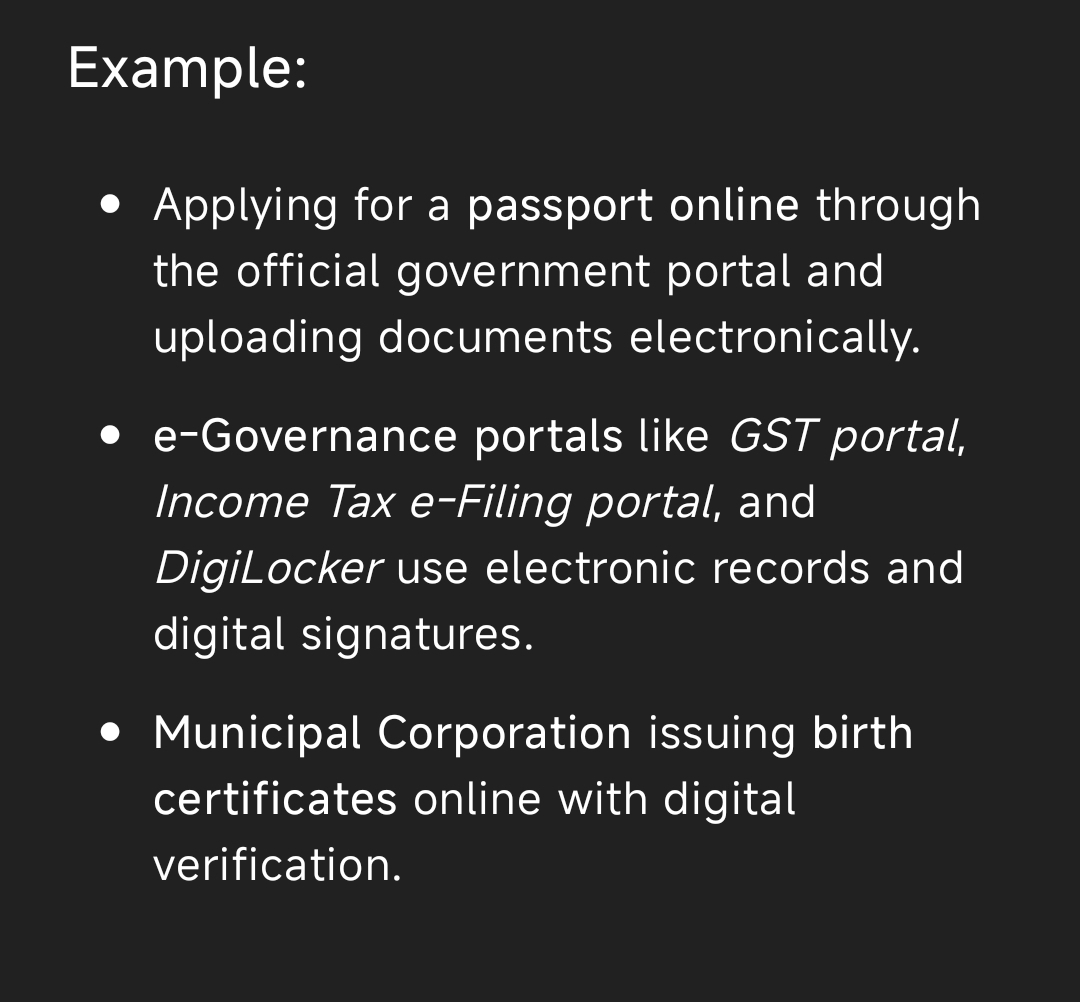 Example:
• Applying for a passport online through
the official government portal and
uploading documents electronically.
• e-Governance portals like GST portal,
Income Tax e-Filing portal, and
DigiLocker use electronic records and
digital signatures.
• Municipal Corporation issuing birth
certificates online with digital
verification.